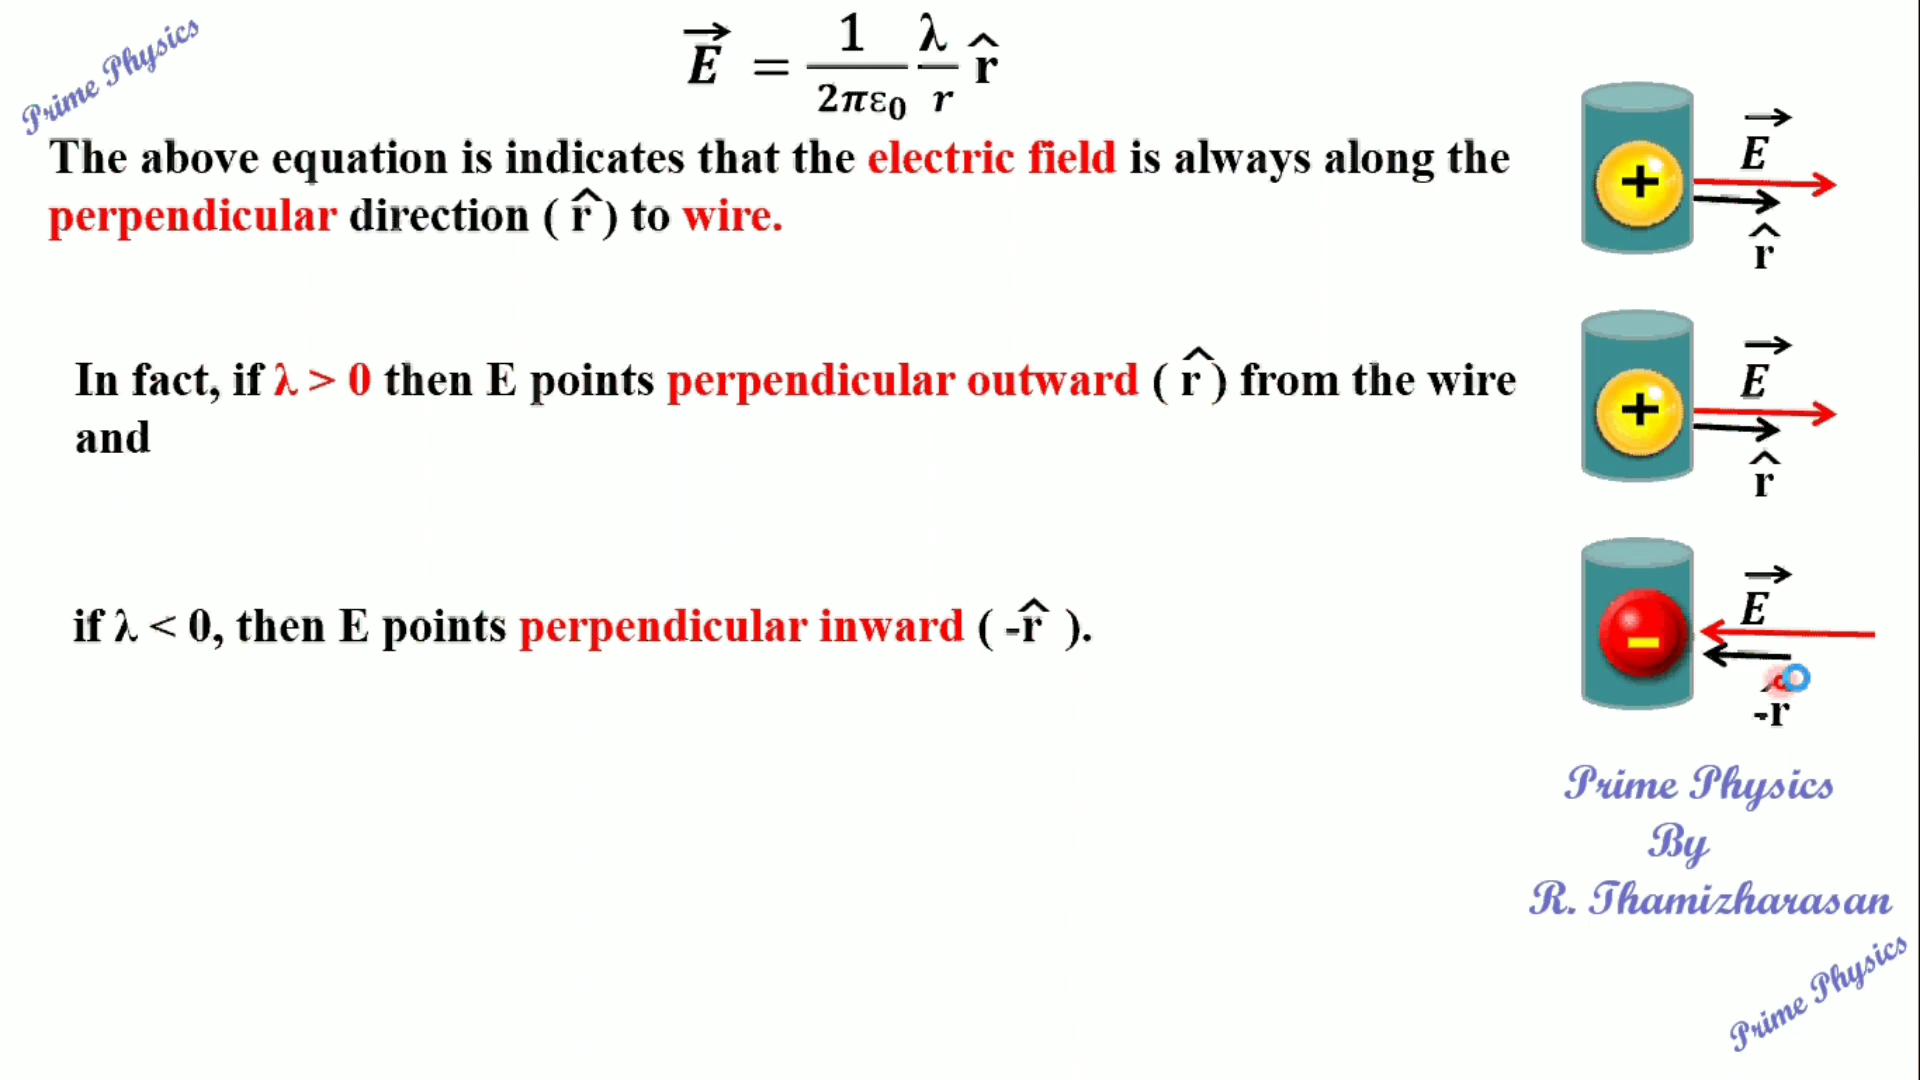 Prime Physics
E⃗ = 1/(2πε₀) λ/r r̂
The above equation is indicates that the electric field is always along the
perpendicular direction ( r̂ ) to wire.
In fact, if λ > 0 then E points perpendicular outward ( r̂ ) from the wire
and
if λ < 0, then E points perpendicular inward ( -r̂ ).
+
E⃗
r̂
+
E⃗
r̂
-
E⃗
-r̂
Prime Physics
By
R. Thamizharasan
Prime Physics